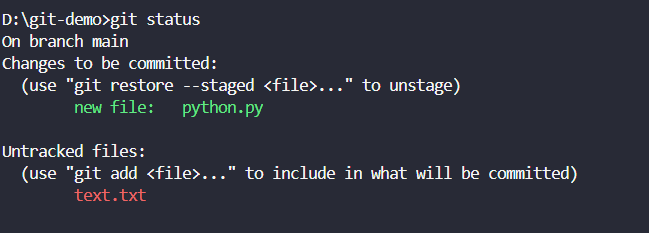 D:\git-demo>git status
On branch main
Changes to be committed:
  (use "git restore --staged <file>..." to unstage)
        new file:   python.py

Untracked files:
  (use "git add <file>..." to include in what will be committed)
        text.txt